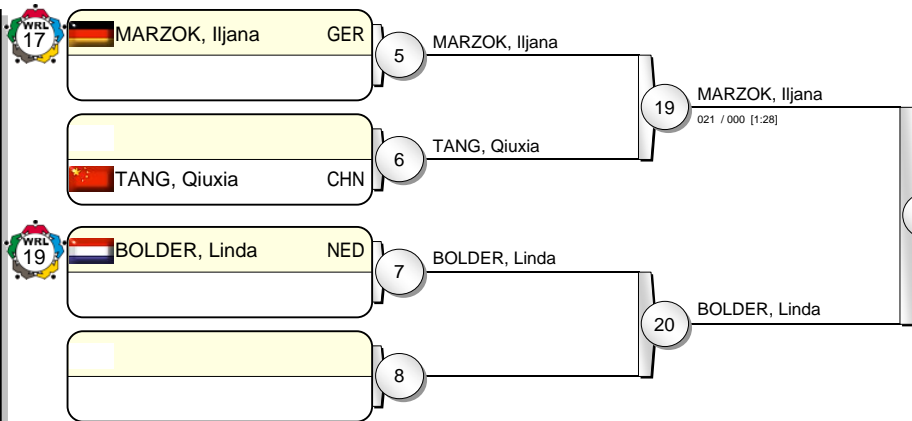 WRL
17
MARZOK, Iljana GER
5
MARZOK, Iljana
19
MARZOK, Iljana
021 / 000 [1:28]
6
TANG, Qiuxia
TANG, Qiuxia CHN
WRL
19
BOLDER, Linda NED
7
BOLDER, Linda
20
BOLDER, Linda
8